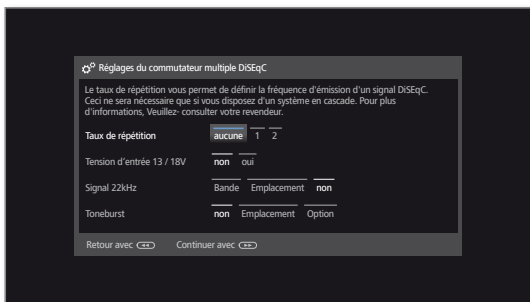 Réglages du commutateur multiple DiSEqC
Le taux de répétition vous permet de définir la fréquence d'émission d'un signal DiSEqC.
Ceci ne sera nécessaire que si vous disposez d'un système en cascade. Pour plus
d'informations, Veuillez- consulter votre revendeur.
Taux de répétition aucune 1 2
Tension d'entrée 13 / 18V non oui
Signal 22kHz Bande Emplacement non
Toneburst non Emplacement Option
Retour avec Continuer avec